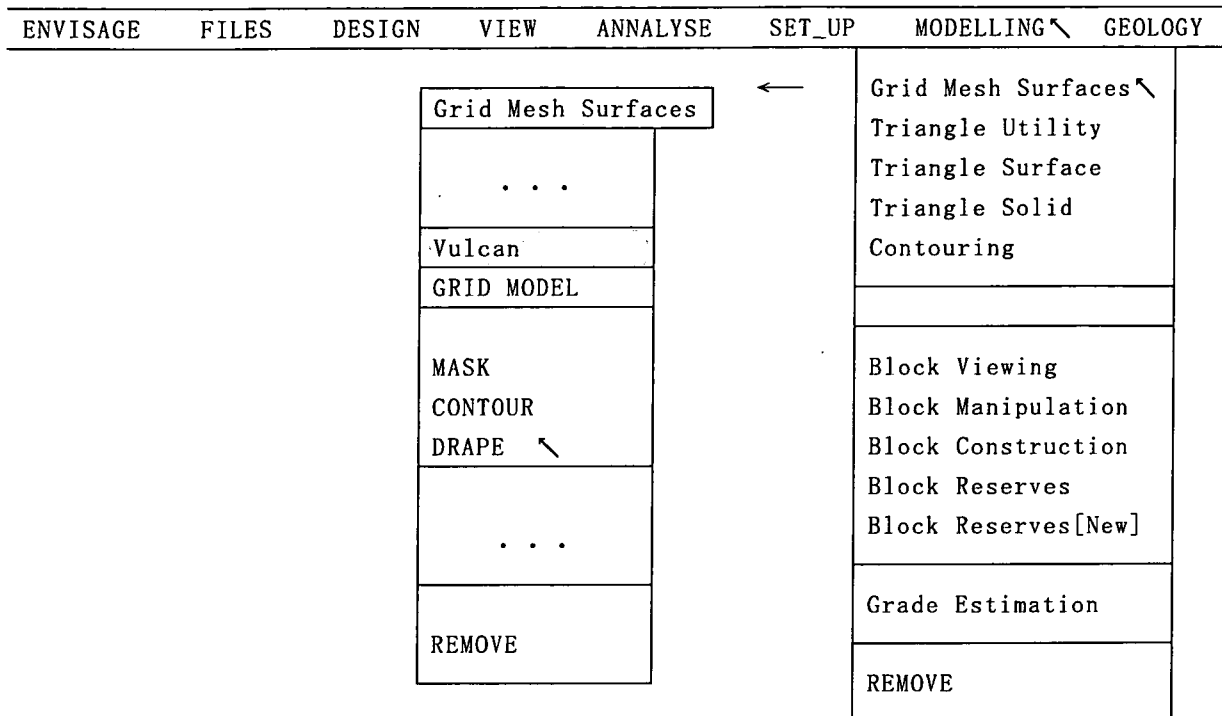 ENVISAGE FILES DESIGN VIEW ANNALYSE SET_UP MODELLING GEOLOGY
Grid Mesh Surfaces
...
Vulcan
GRID MODEL
MASK
CONTOUR
DRAPE
...
REMOVE
Grid Mesh Surfaces
Triangle Utility
Triangle Surface
Triangle Solid
Contouring
Block Viewing
Block Manipulation
Block Construction
Block Reserves
Block Reserves[New]
Grade Estimation
REMOVE